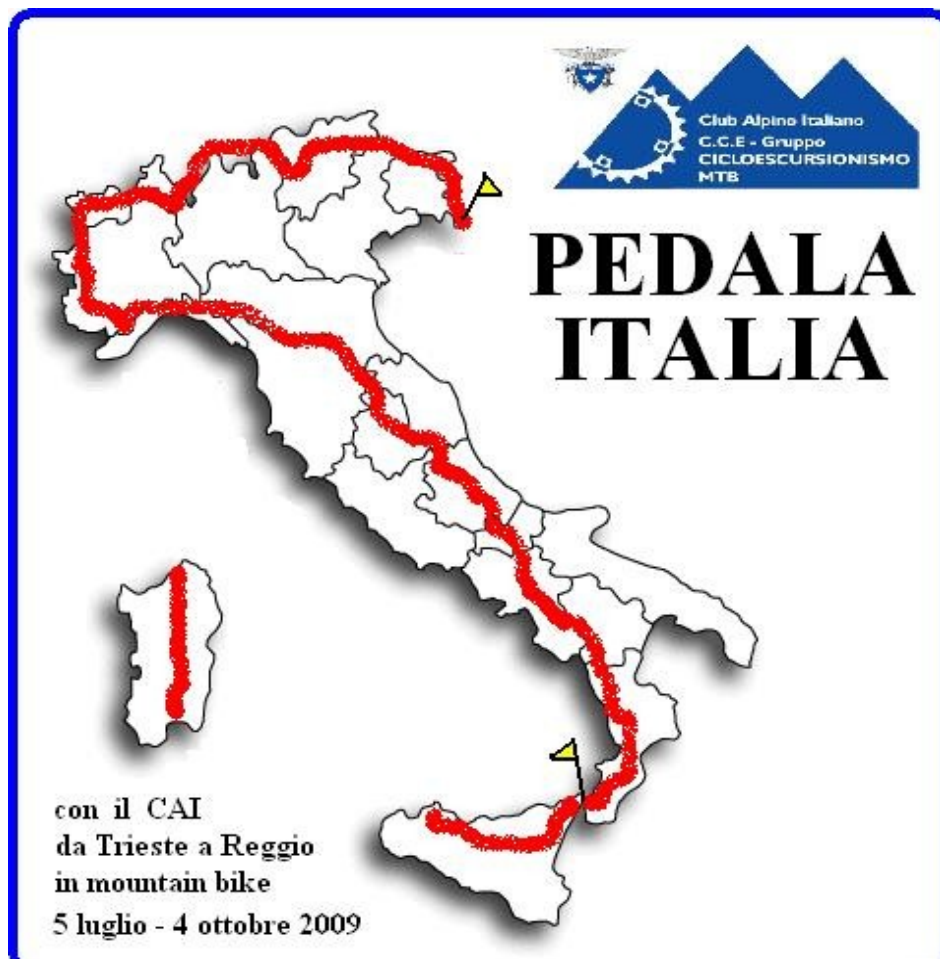 Club Alpino Italiano
C.C.E - Gruppo
CICLOESCURSIONISMO
MTB
PEDALA
ITALIA
con il CAI
da Trieste a Reggio
in mountain bike
5 luglio - 4 ottobre 2009